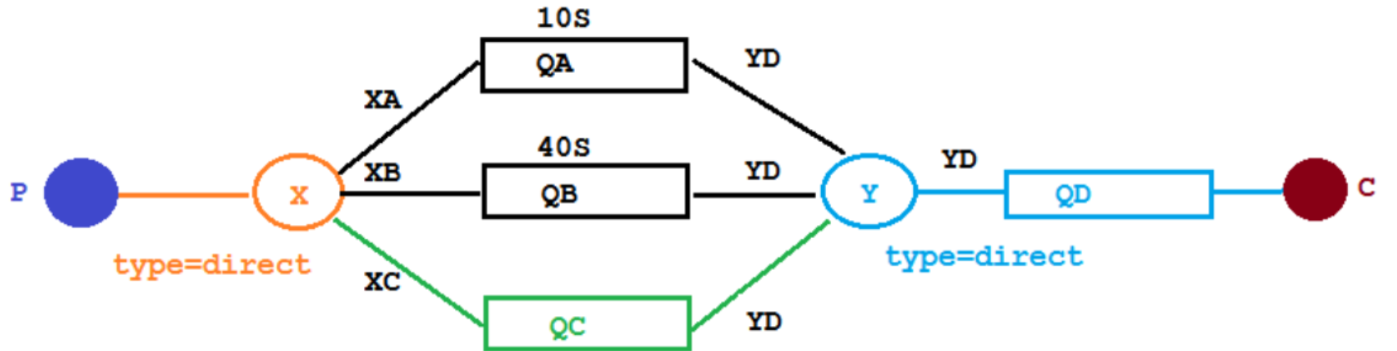 10S
QA
YD
XA
40S
XB
QB
YD
YD
P
X
Y
QD
C
type=direct
type=direct
XC
QC
YD